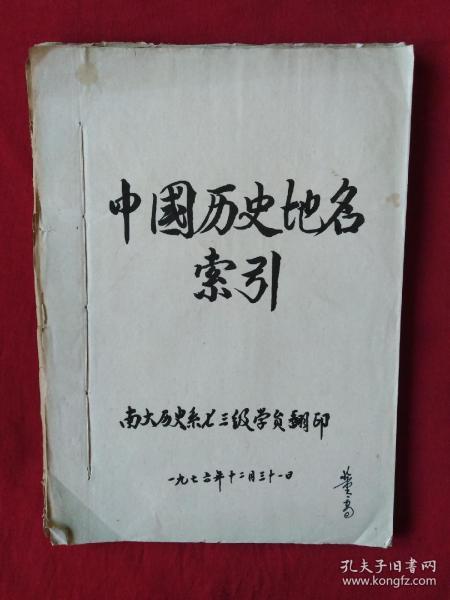 中國历史地名
索引
南大历史系七三级学员翻印
一九七六年十二月三十一日
孔夫子旧书网
www.kongfz.com